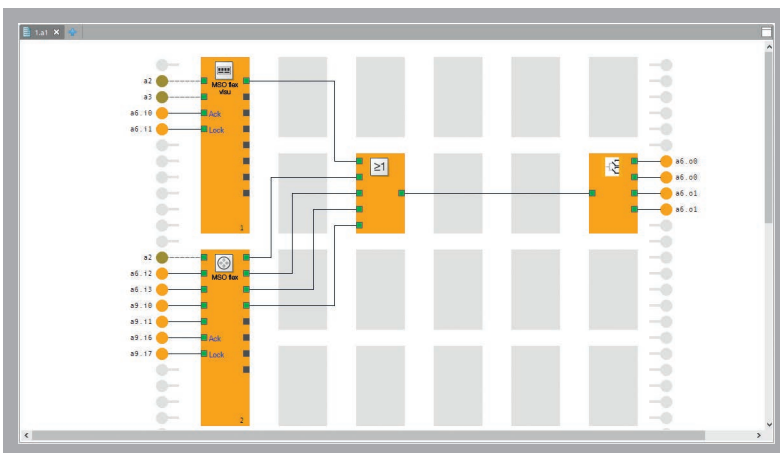 1.a1
a2
a3
a6.i0
a6.i1
MSO flex
visu
Ack
Lock
1
≥1
a6.o0
a6.o0
a6.o1
a6.o1
a2
a6.i2
a6.i3
a9.i0
a9.i1
a9.i6
a9.i7
MSO flex
Ack
Lock
2